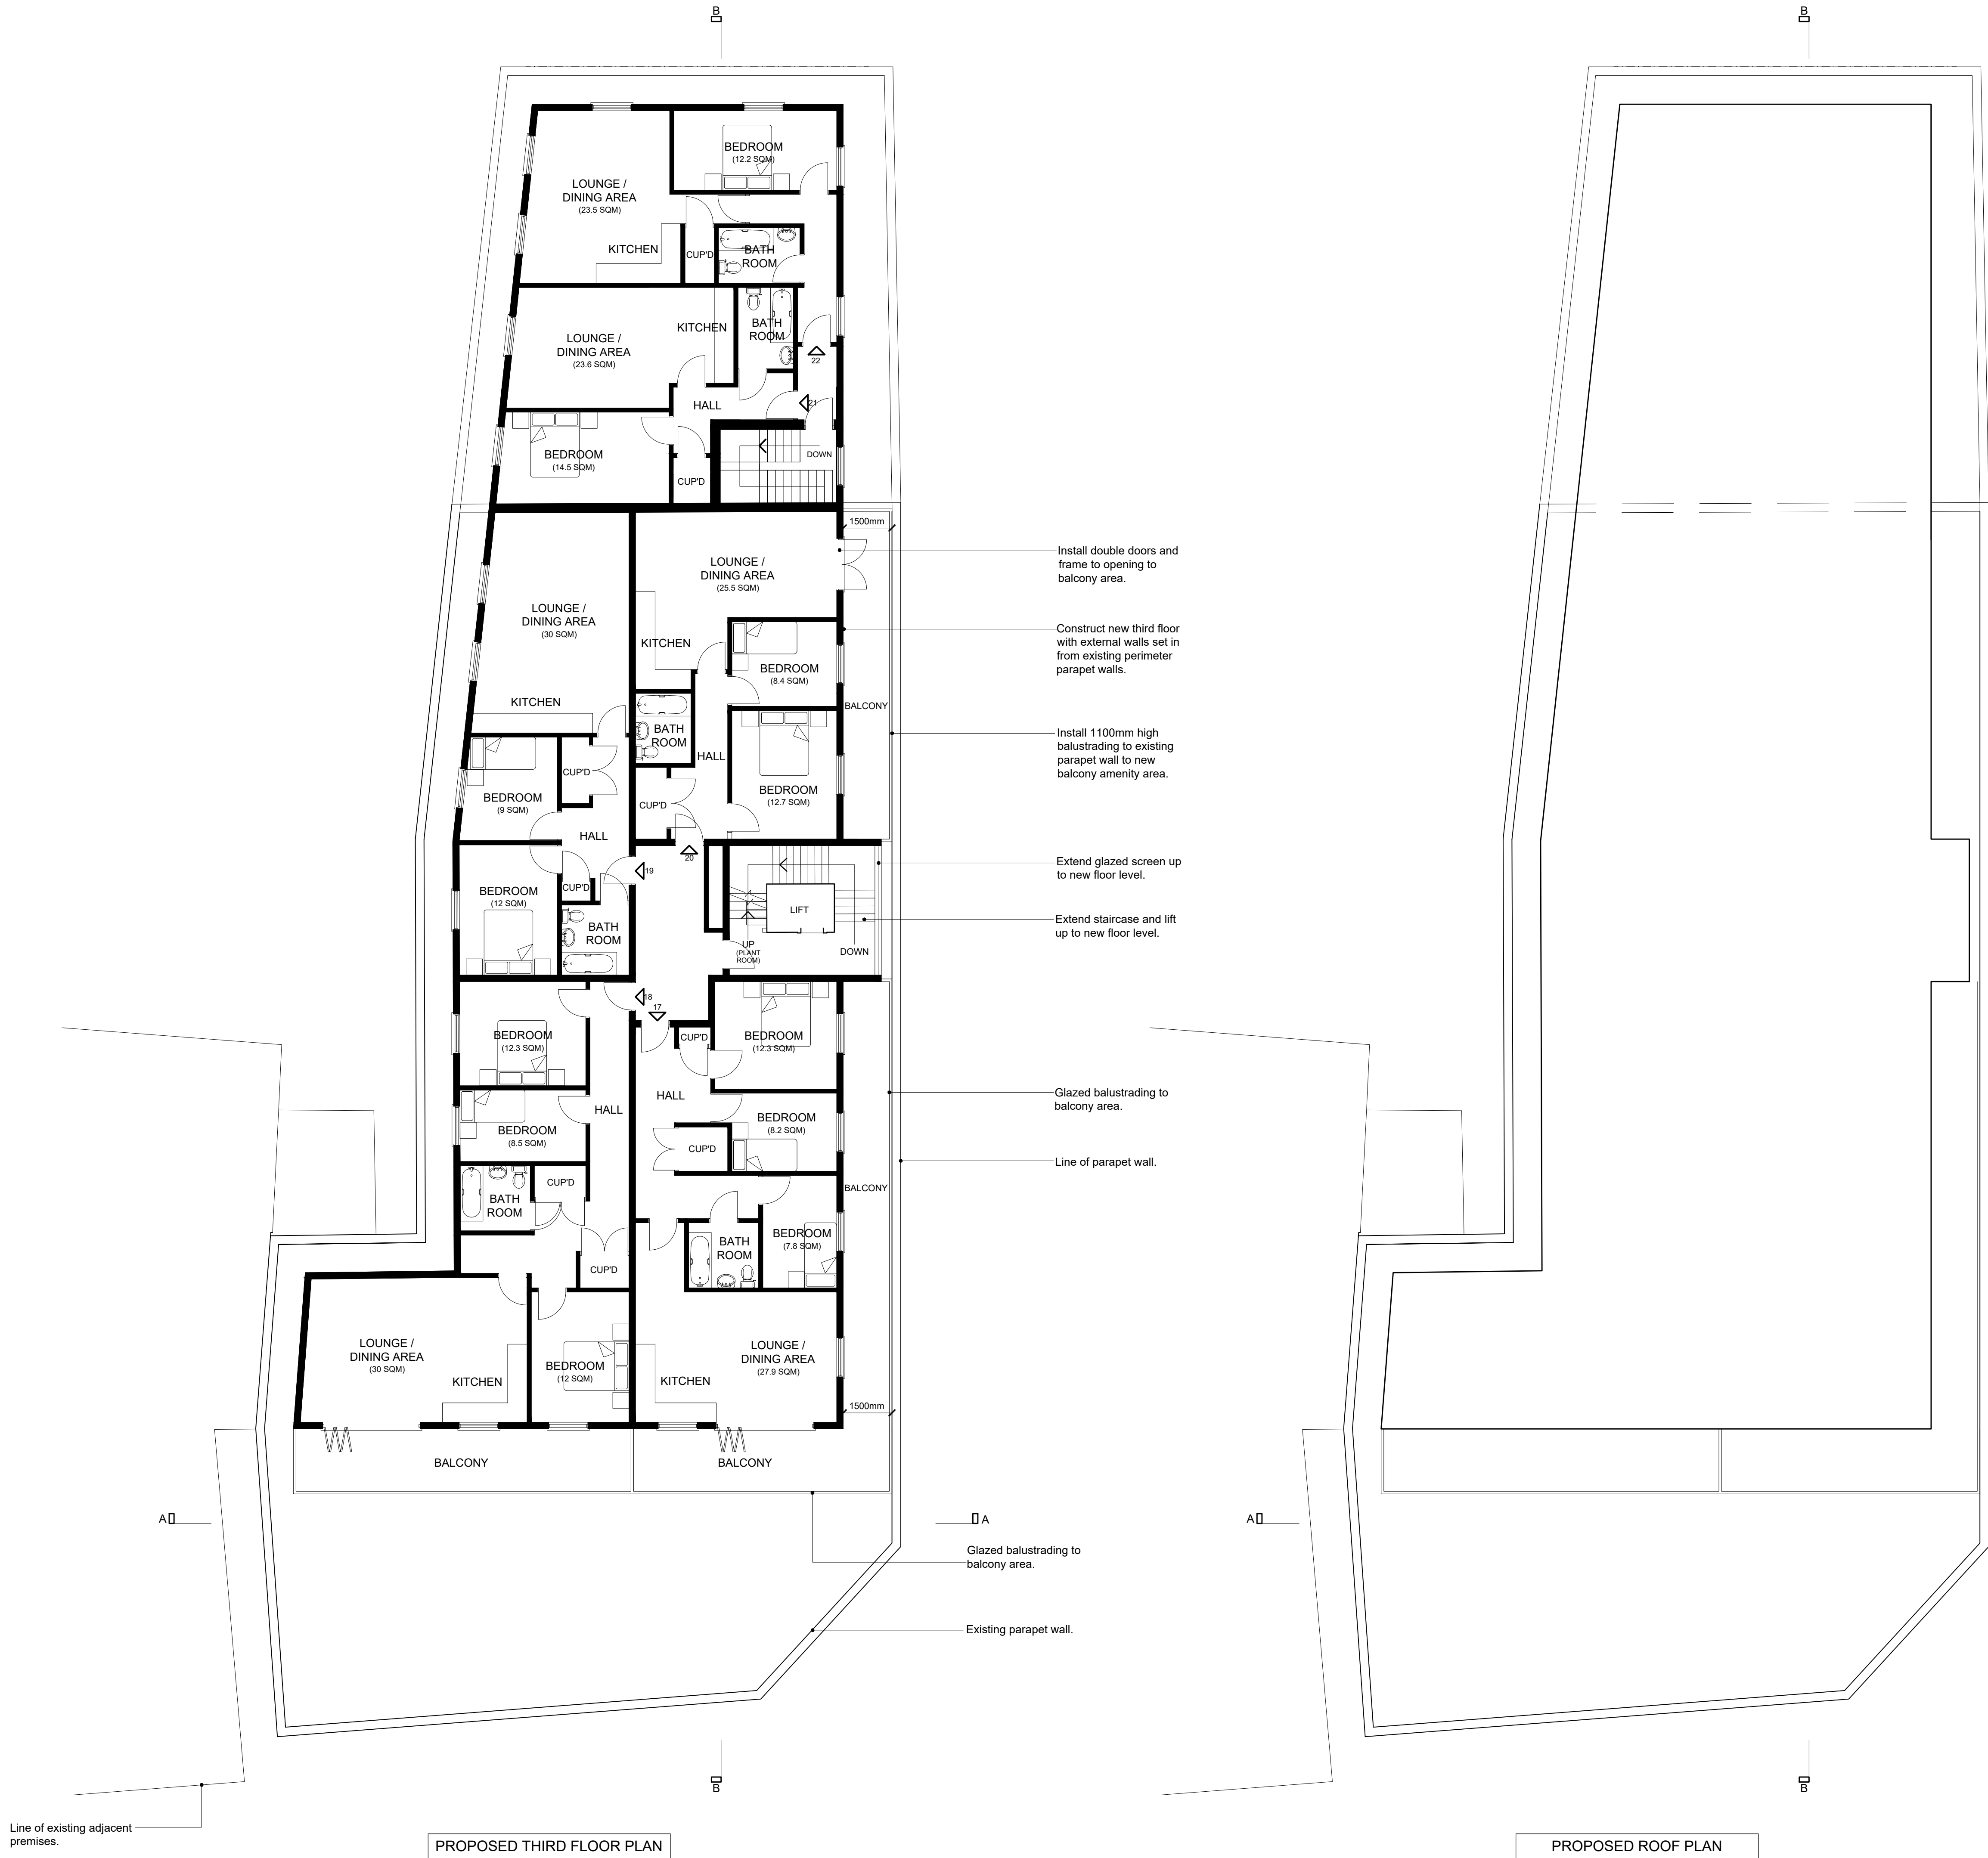 B
B
BEDROOM
(12.2 SQM)
LOUNGE /
DINING AREA
(23.5 SQM)
KITCHEN
CUP'D
BATH
ROOM
LOUNGE /
DINING AREA
(23.6 SQM)
KITCHEN
BATH
ROOM
22
21
HALL
BEDROOM
(14.5 SQM)
CUP'D
DOWN
1500mm
LOUNGE /
DINING AREA
(25.5 SQM)
Install double doors and
frame to opening to
balcony area.
LOUNGE /
DINING AREA
(30 SQM)
KITCHEN
KITCHEN
BEDROOM
(8.4 SQM)
Construct new third floor
with external walls set in
from existing perimeter
parapet walls.
BALCONY
BATH
ROOM
HALL
Install 1100mm high
balustrading to existing
parapet wall to new
balcony amenity area.
CUP'D
BEDROOM
(9 SQM)
CUP'D
BEDROOM
(12.7 SQM)
HALL
20
19
Extend glazed screen up
to new floor level.
BEDROOM
(12 SQM)
CUP'D
LIFT
BATH
ROOM
UP
(PLANT
ROOM)
DOWN
Extend staircase and lift
up to new floor level.
18
17
BEDROOM
(12.3 SQM)
CUP'D
BEDROOM
(12.3 SQM)
HALL
HALL
Glazed balustrading to
balcony area.
BEDROOM
(8.5 SQM)
BEDROOM
(8.2 SQM)
CUP'D
Line of parapet wall.
CUP'D
BALCONY
BATH
ROOM
BATH
ROOM
BEDROOM
(7.8 SQM)
CUP'D
LOUNGE /
DINING AREA
(30 SQM)
KITCHEN
BEDROOM
(12 SQM)
KITCHEN
LOUNGE /
DINING AREA
(27.9 SQM)
1500mm
BALCONY
BALCONY
A
A
A
Glazed balustrading to
balcony area.
Existing parapet wall.
B
B
Line of existing adjacent
premises.
PROPOSED THIRD FLOOR PLAN
PROPOSED ROOF PLAN